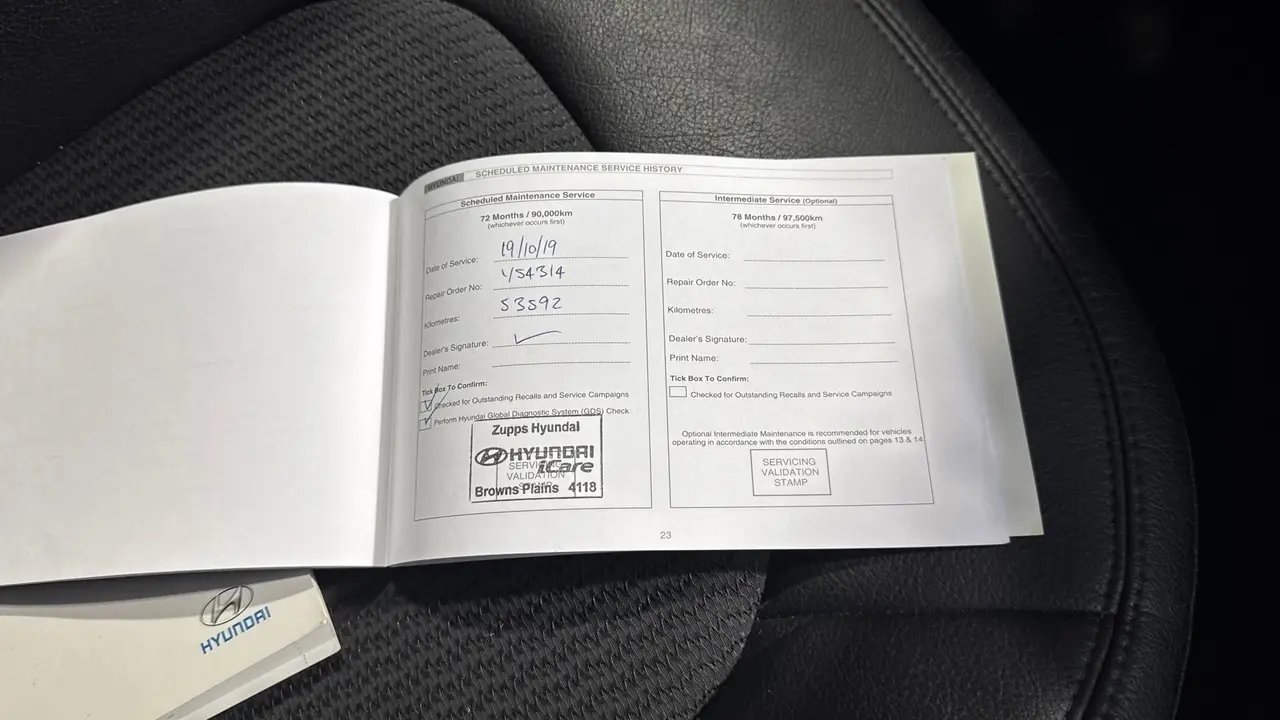 HYUNDAI SCHEDULED MAINTENANCE SERVICE HISTORY
Scheduled Maintenance Service
72 Months / 90,000km
(whichever occurs first)
Date of Service: 19/10/19
Repair Order No: 454314
Kilometres: 53592
Dealer's Signature:
Print Name:
Tick Box To Confirm:
Checked for Outstanding Recalls and Service Campaigns
Perform Hyundai Global Diagnostic System (GDS) Check
Zupps Hyundai
HYUNDAI
iCare
SERVICING
VALIDATION
STAMP
Browns Plains 4118
Intermediate Service (Optional)
78 Months / 97,500km
(whichever occurs first)
Date of Service:
Repair Order No:
Kilometres:
Dealer's Signature:
Print Name:
Tick Box To Confirm:
Checked for Outstanding Recalls and Service Campaigns
Optional Intermediate Maintenance is recommended for vehicles
operating in accordance with the conditions outlined on pages 13 & 14
SERVICING
VALIDATION
STAMP
23
HYUNDAI